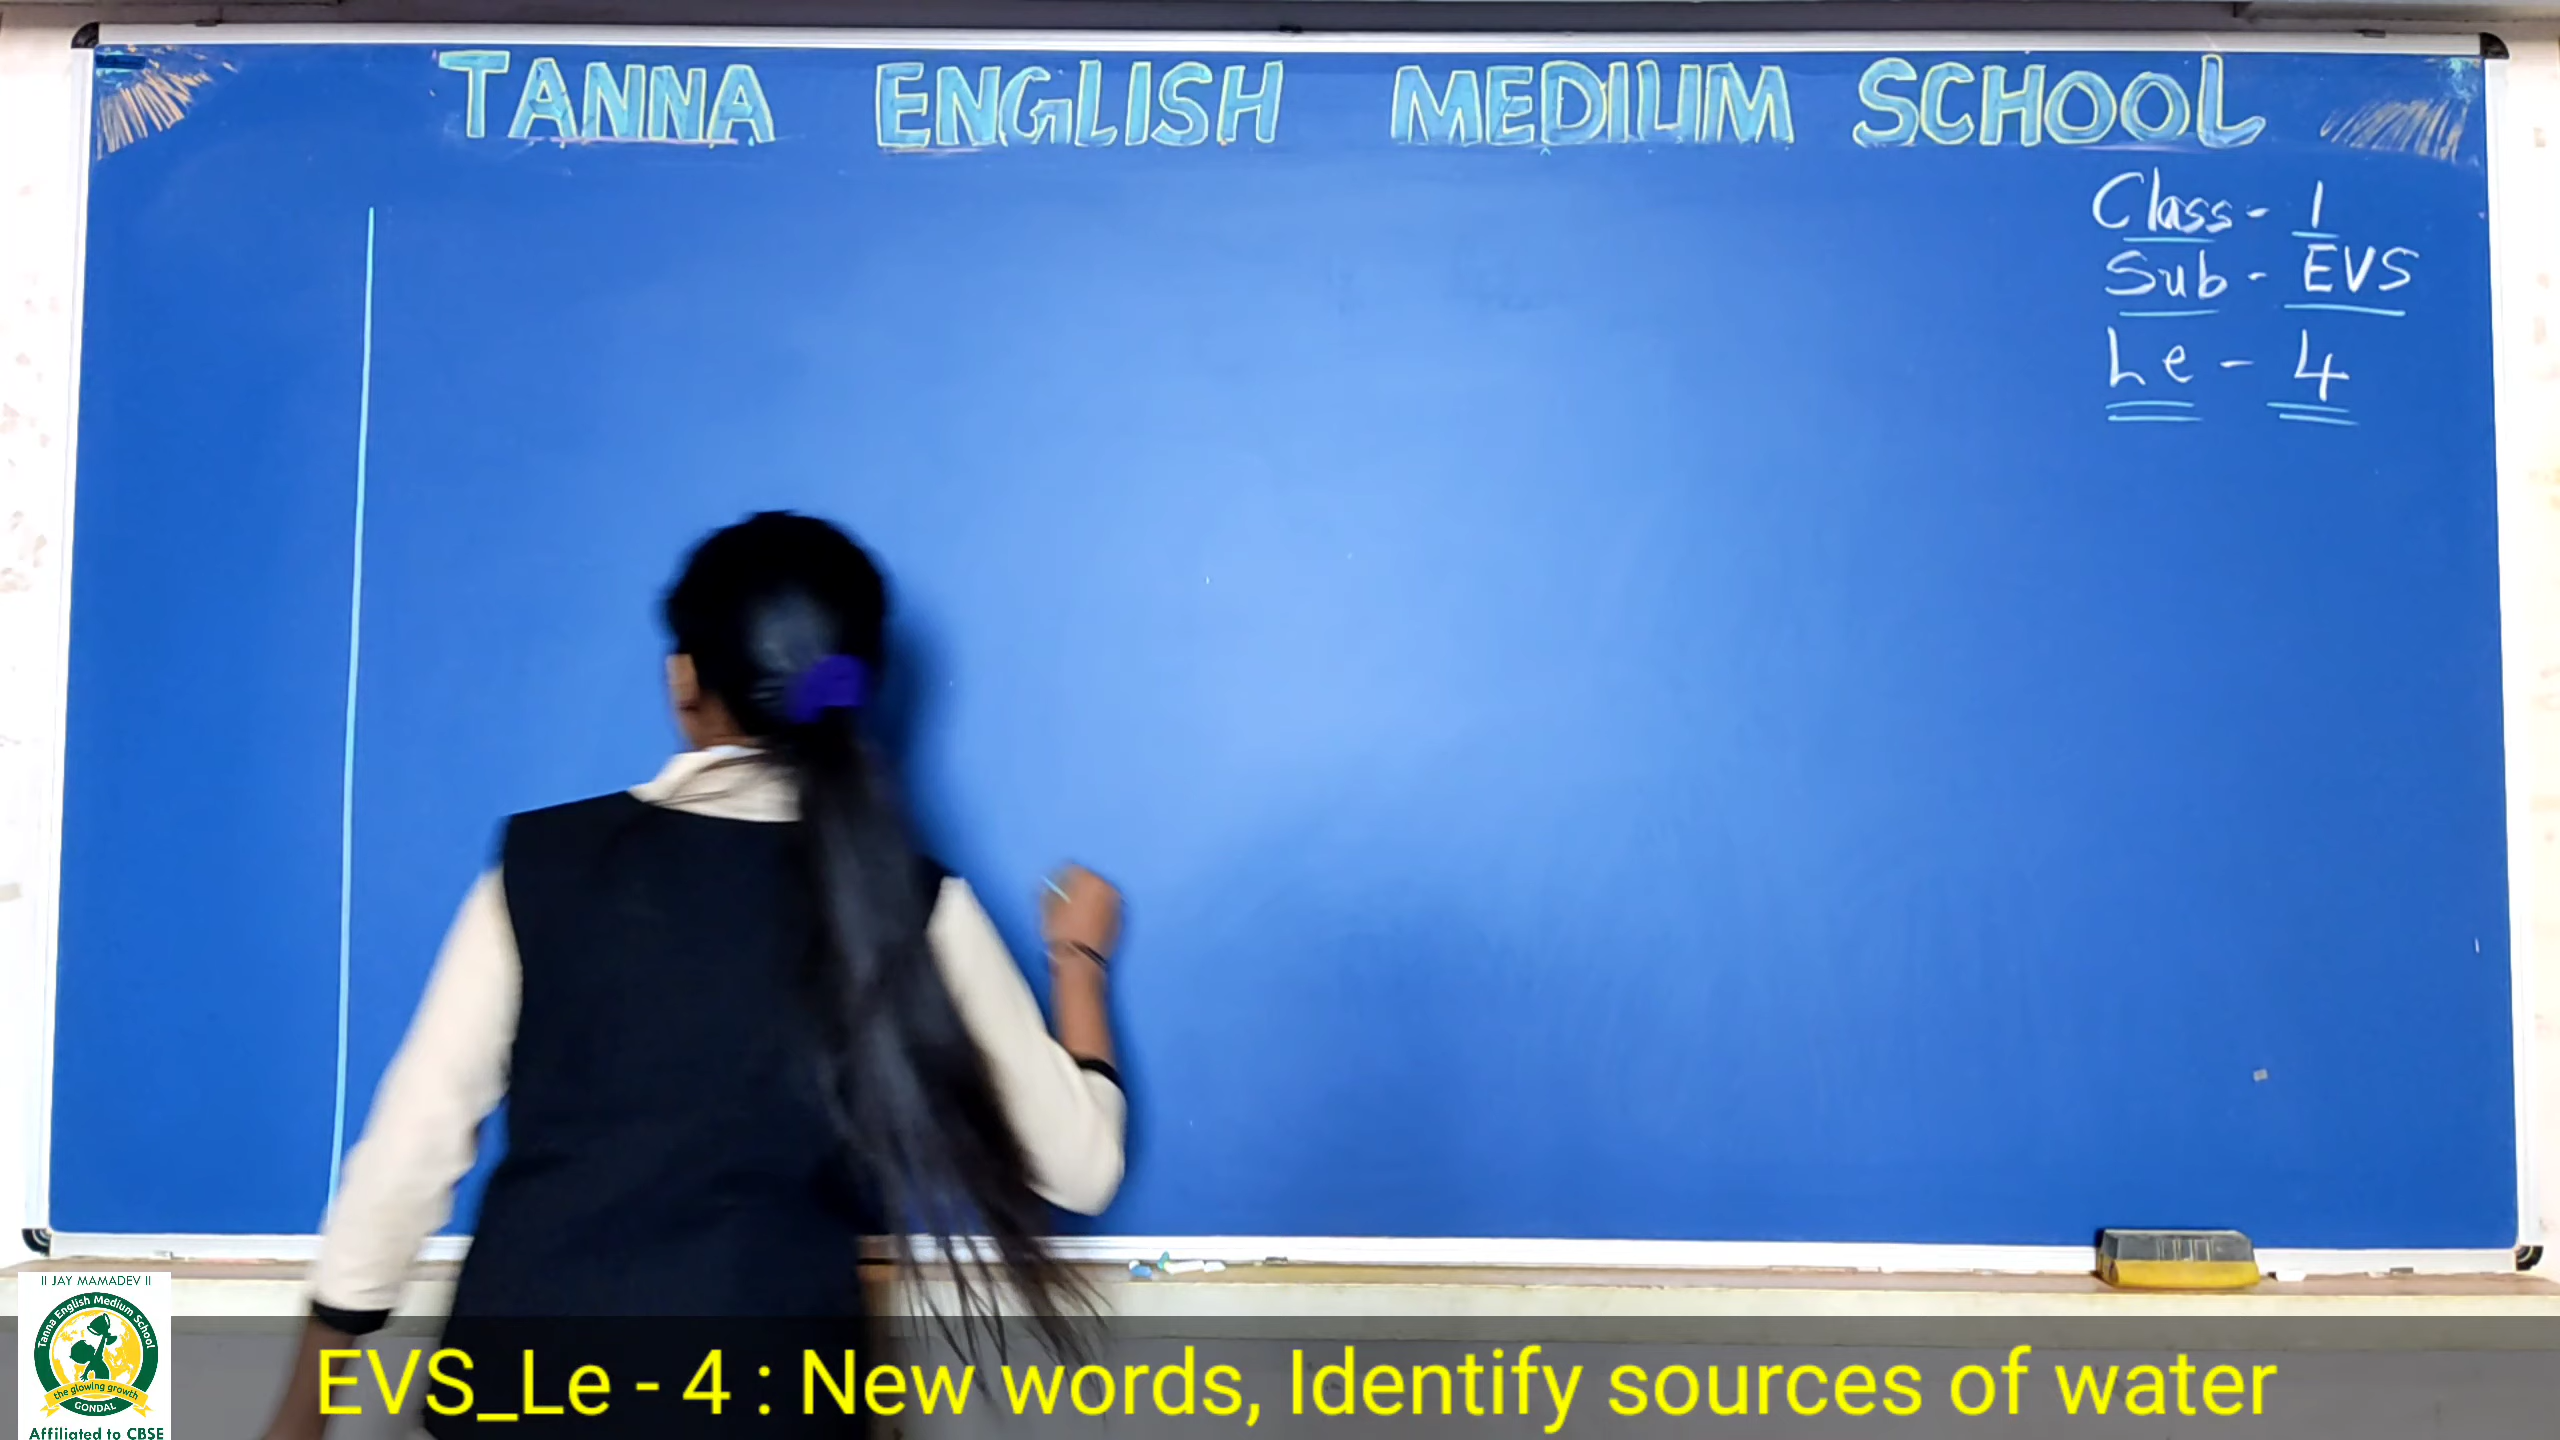 TANNA ENGLISH MEDIUM SCHOOL
Class - 1
Sub - EVS
Le - 4
II JAY MAMADEV II
Tanna English Medium School
the glowing growth
GONDAL
Affiliated to CBSE
EVS_Le - 4 : New words, Identify sources of water